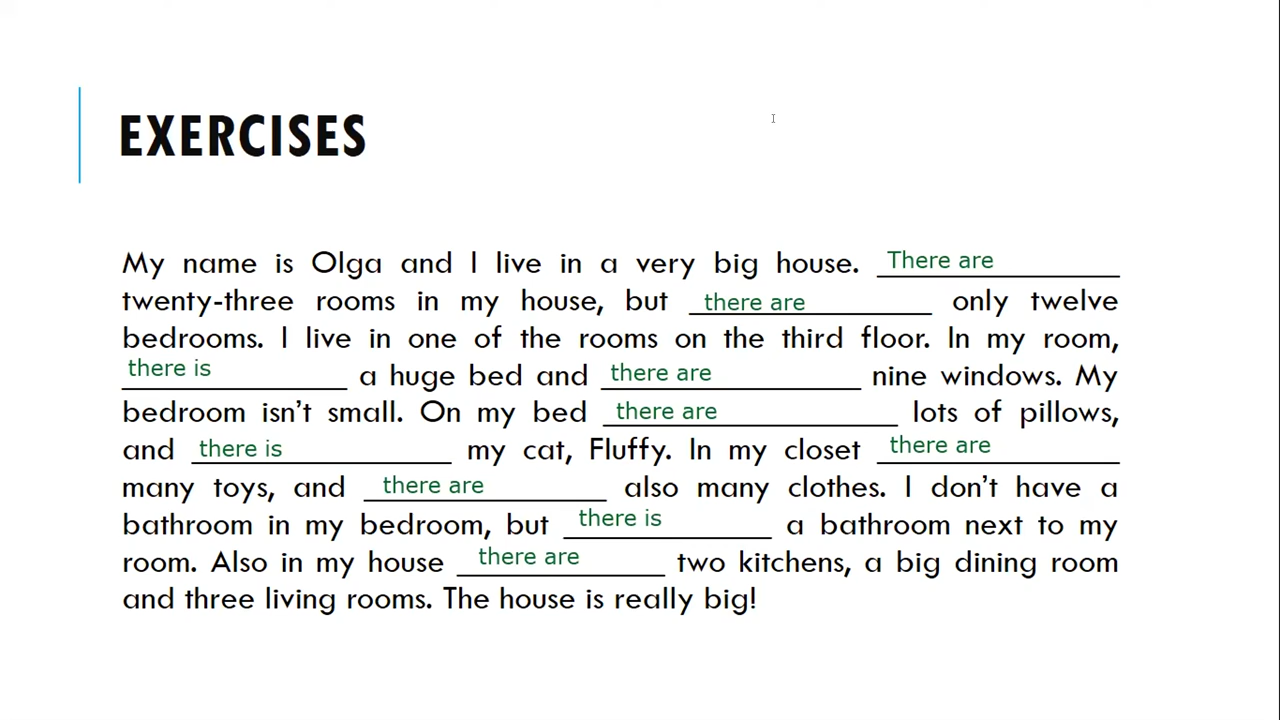 EXERCISES
My name is Olga and I live in a very big house. There are
twenty-three rooms in my house, but there are only twelve
bedrooms. I live in one of the rooms on the third floor. In my room,
there is a huge bed and there are nine windows. My
bedroom isn't small. On my bed there are lots of pillows,
and there is my cat, Fluffy. In my closet there are
many toys, and there are also many clothes. I don't have a
bathroom in my bedroom, but there is a bathroom next to my
room. Also in my house there are two kitchens, a big dining room
and three living rooms. The house is really big!